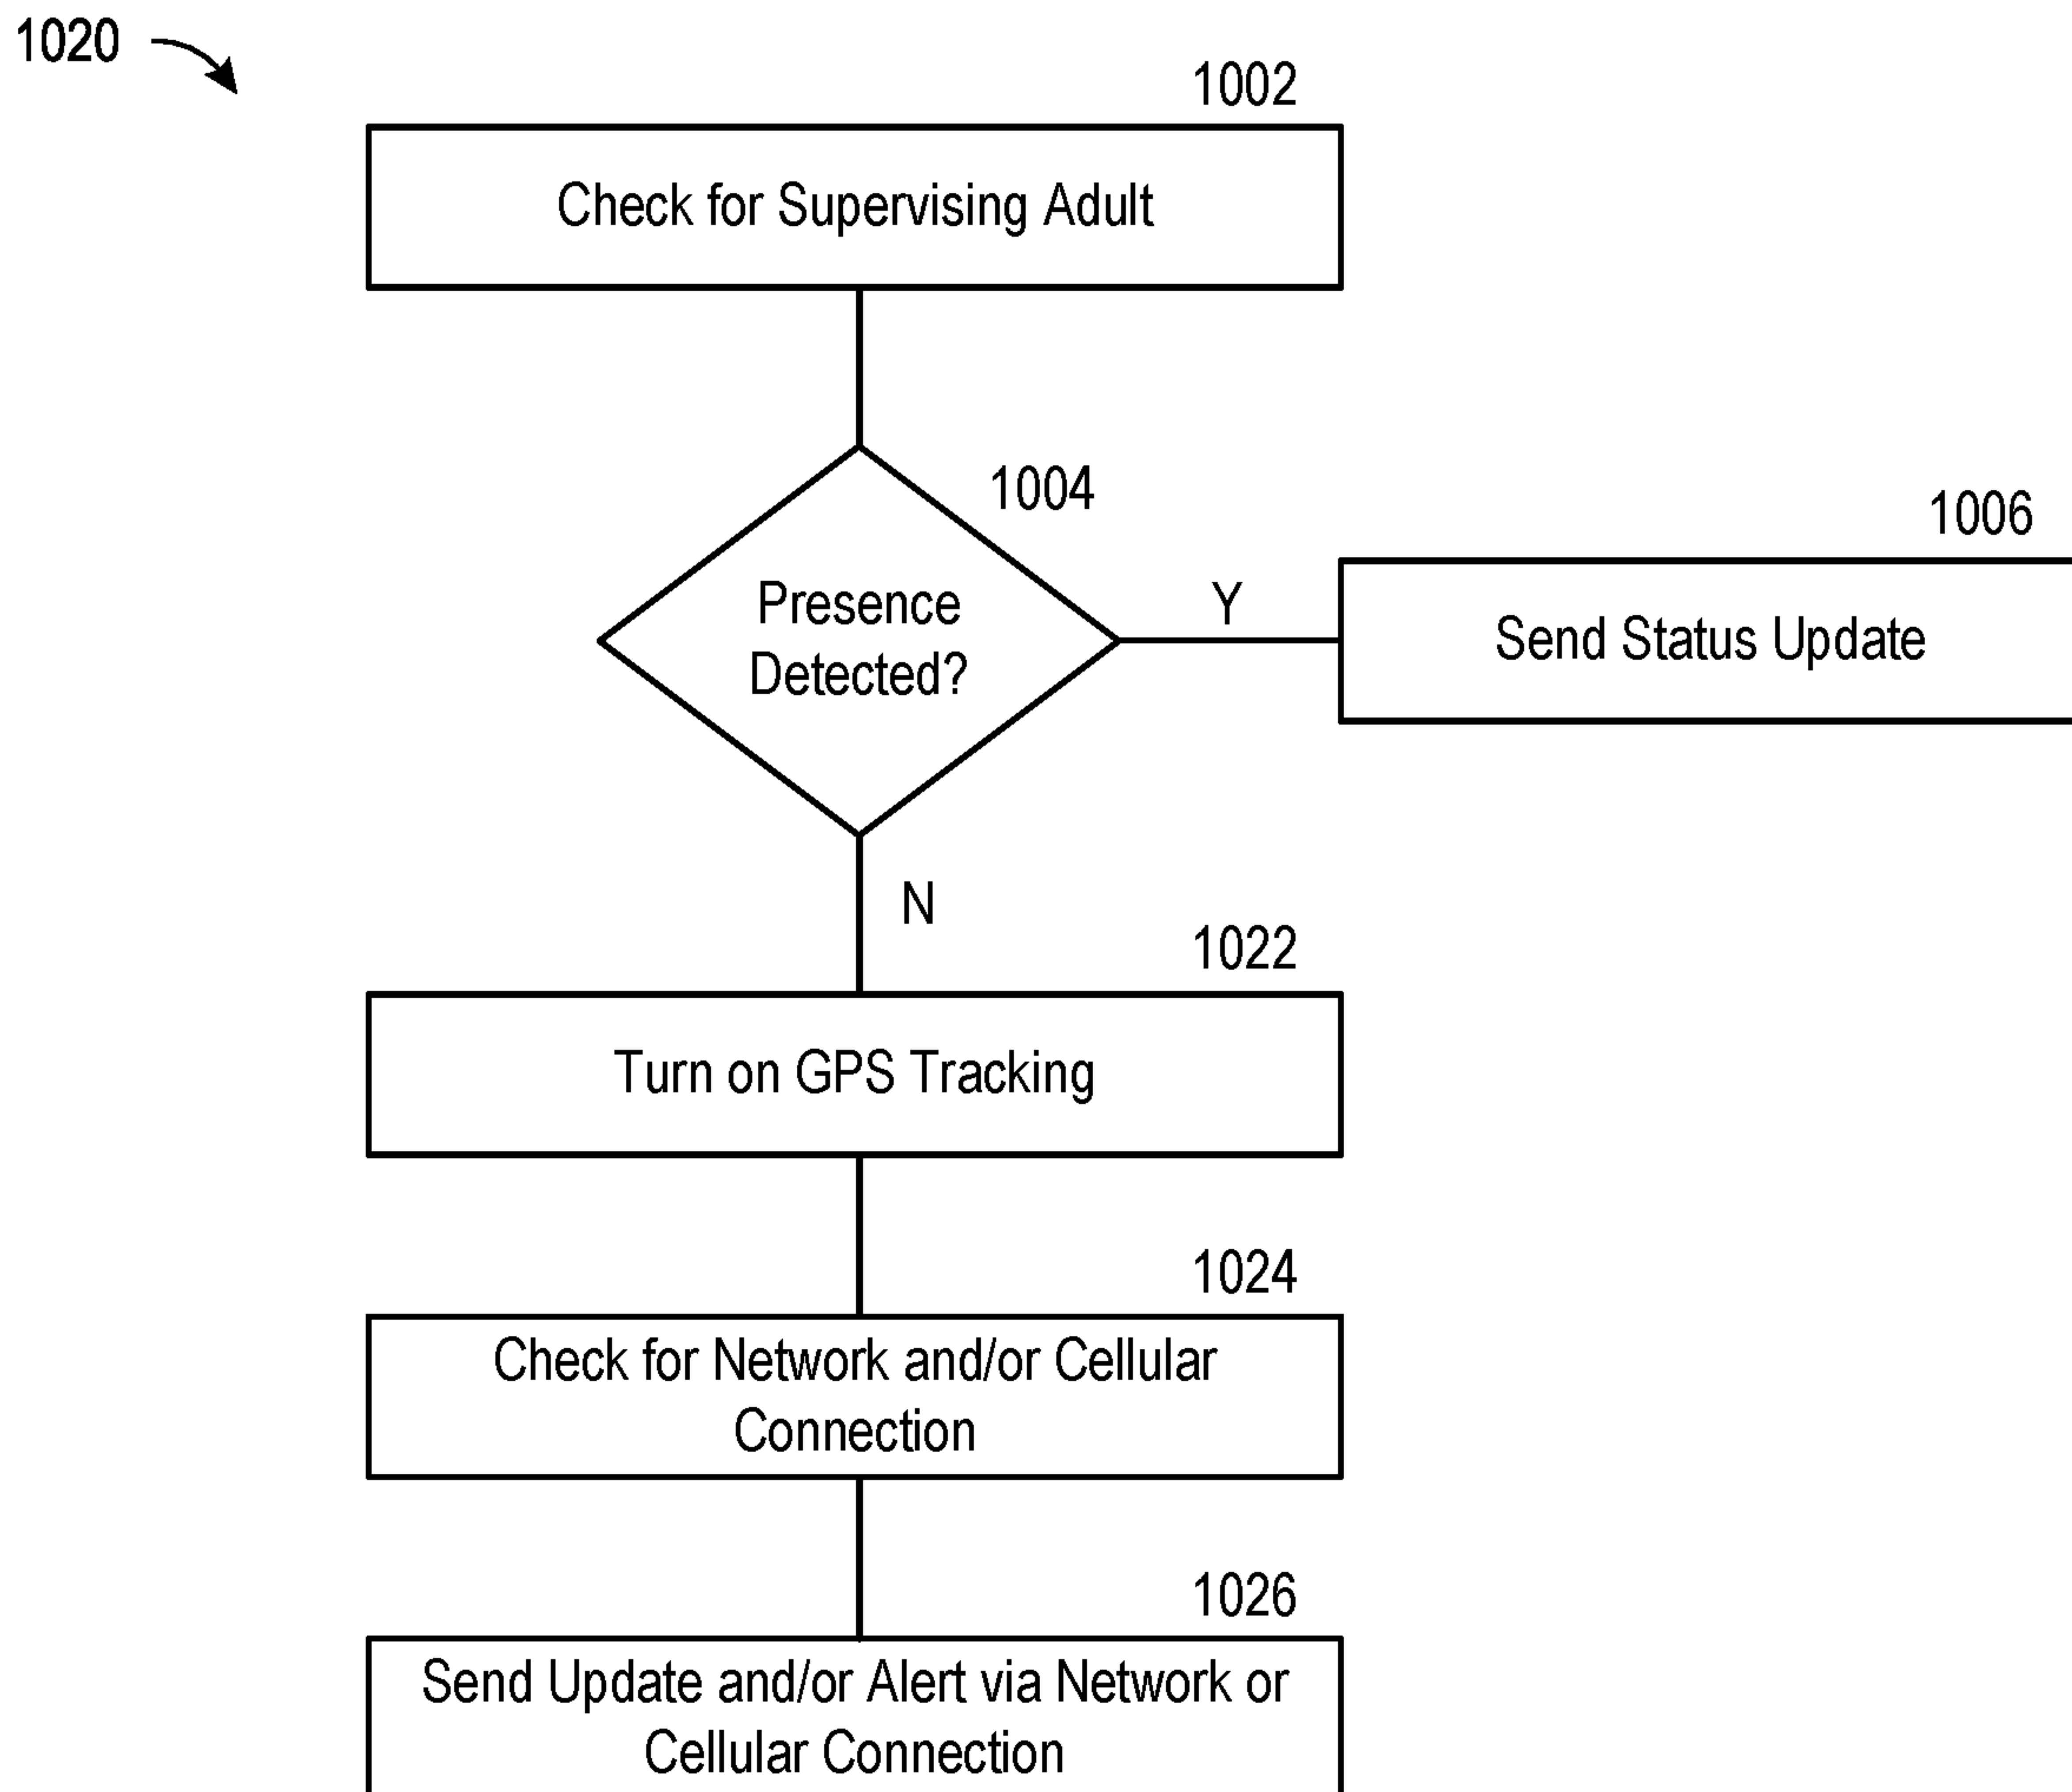 1020
1002
Check for Supervising Adult
1004
Presence
Detected?
Y
1006
Send Status Update
N
1022
Turn on GPS Tracking
1024
Check for Network and/or Cellular
Connection
1026
Send Update and/or Alert via Network or
Cellular Connection